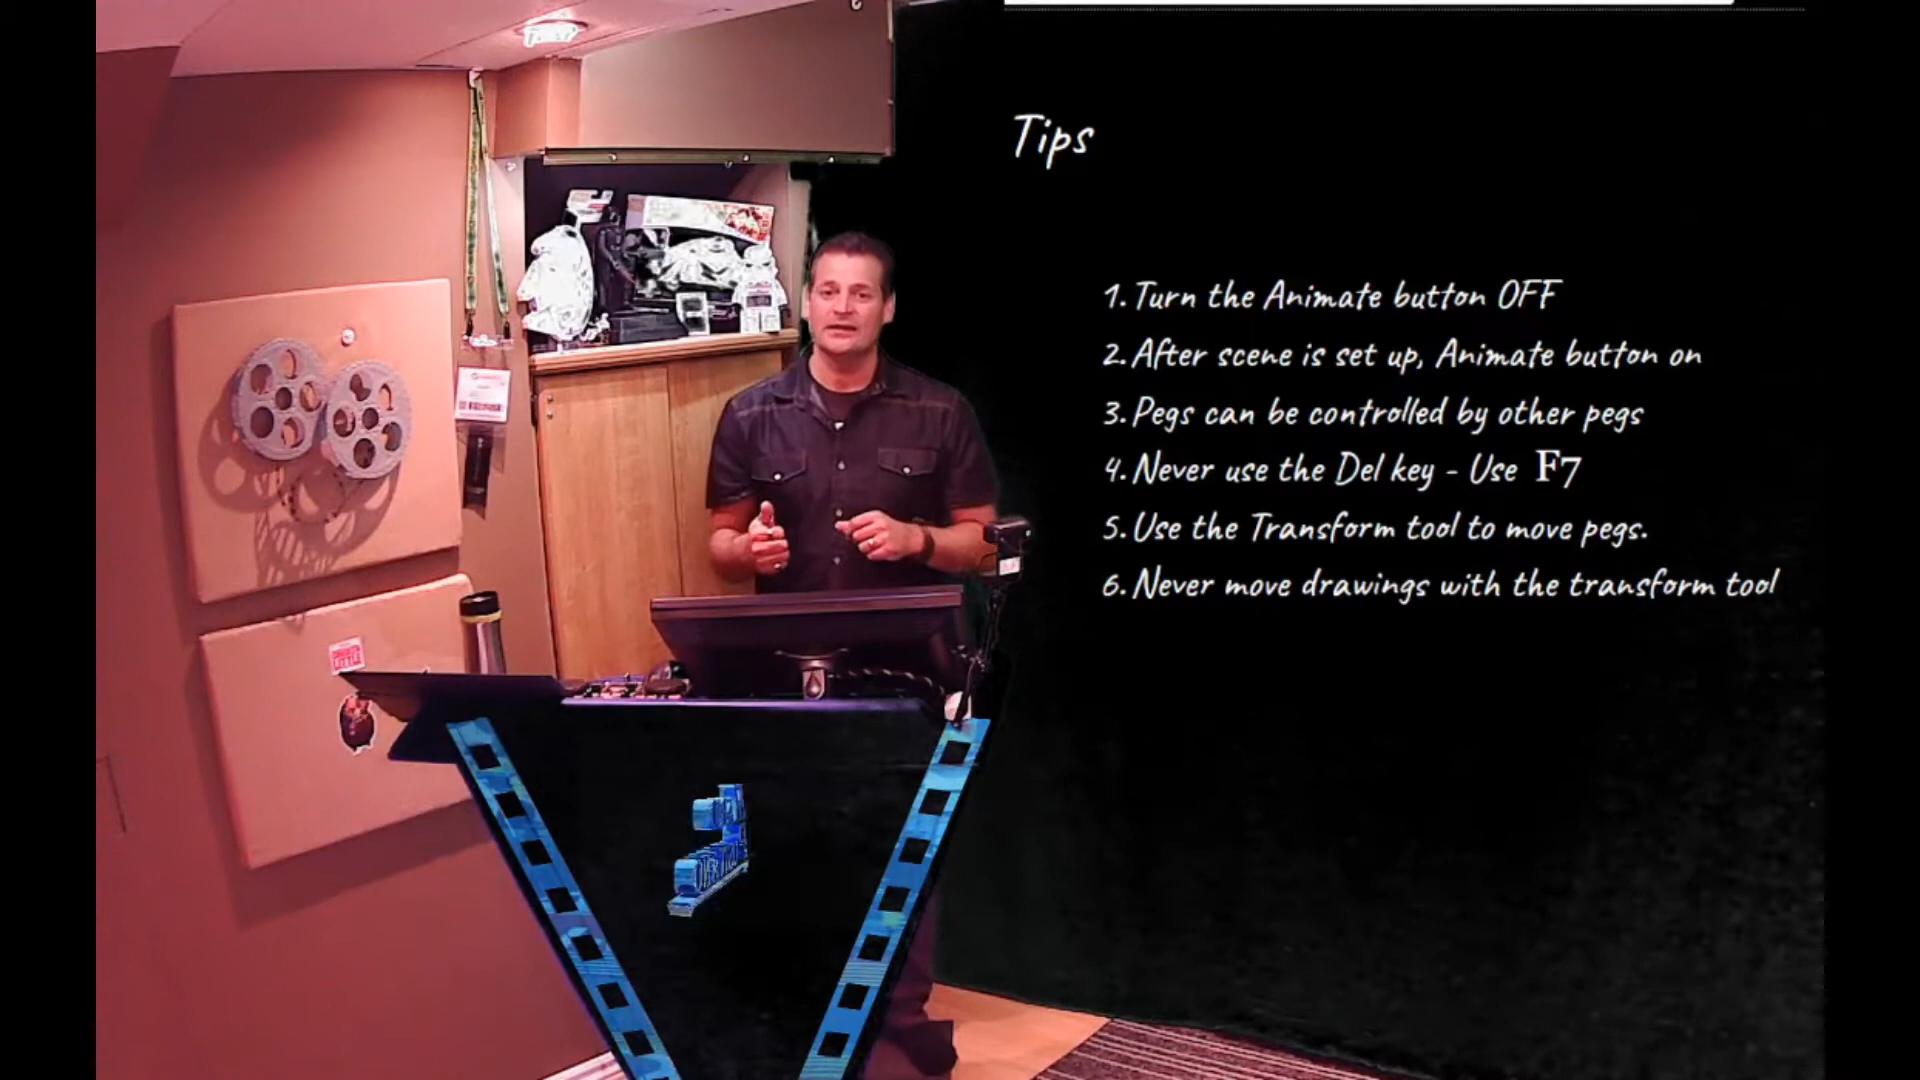 Tips
1. Turn the Animate button OFF
2. After scene is set up, Animate button on
3. Pegs can be controlled by other pegs
4. Never use the Del key - Use F7
5. Use the Transform tool to move pegs.
6. Never move drawings with the transform tool